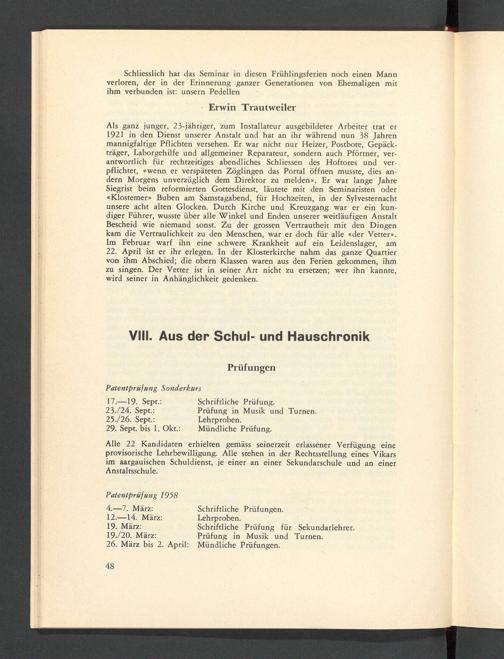 Schliesslich hat das Seminar in diesen Frühlingsferien noch einen Mann
verloren, der in der Erinnerung ganzer Generationen von Ehemaligen mit
ihm verbunden ist: unsern Pedellen
Erwin Trautweiler
Als ganz junger, 23-jähriger, zum Installateur ausgebildeter Arbeiter trat er
1921 in den Dienst unserer Anstalt und hat an ihr während nun 38 Jahren
mannigfaltige Pflichten versehen. Er war nicht nur Heizer, Postbote, Gepäck-
träger, Laborgehilfe und allgemeiner Reparateur, sondern auch Pförtner, ver-
antwortlich für rechtzeitiges abendliches Schliessen des Hoftores und ver-
pflichtet, «wenn er verspäteten Zöglingen das Portal öffnen musste, dies an-
dern Morgens unverzüglich dem Direktor zu melden». Er war lange Jahre
Siegrist beim reformierten Gottesdienst, läutete mit den Seminaristen oder
«Klostemer» Buben am Samstagabend, für Hochzeiten, in der Sylvesternacht
unsere acht alten Glocken. Durch Kirche und Kreuzgang war er ein kun-
diger Führer, wusste über alle Winkel und Enden unserer weitläufigen Anstalt
Bescheid wie niemand sonst. Zu der grossen Vertrautheit mit den Dingen
kam die Vertraulichkeit zu den Menschen, war er doch für alle «der Vetter».
Im Februar warf ihn eine schwere Krankheit auf ein Leidenslager, am
22. April ist er ihr erlegen. In der Klosterkirche nahm das ganze Quartier
von ihm Abschied; die obern Klassen waren aus den Ferien gekommen, ihm
zu singen. Der Vetter ist in seiner Art nicht zu ersetzen; wer ihn kannte,
wird seiner in Anhänglichkeit gedenken.
VIII. Aus der Schul- und Hauschronik
Prüfungen
Patentprüfung Sonderkurs
17.—19. Sept.: Schriftliche Prüfung.
23./24. Sept.: Prüfung in Musik und Turnen.
25./26. Sept.: Lehrproben.
29. Sept. bis 1. Okt.: Mündliche Prüfung.
Alle 22 Kandidaten erhielten gemäss seinerzeit erlassener Verfügung eine
provisorische Lehrbewilligung. Alle stehen in der Rechtsstellung eines Vikars
im aargauischen Schuldienst, je einer an einer Sekundarschule und an einer
Anstaltsschule.
Patentprüfung 1958
4.—7. März: Schriftliche Prüfungen.
12.—14. März: Lehrproben.
19. März: Schriftliche Prüfung für Sekundarlehrer.
19./20. März: Prüfung in Musik und Turnen.
26. März bis 2. April: Mündliche Prüfungen.
48